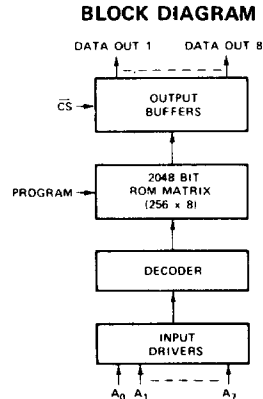 BLOCK DIAGRAM
DATA OUT 1 DATA OUT 8
C̅S̅
OUTPUT
BUFFERS
PROGRAM
2048 BIT
ROM MATRIX
(256 x 8)
DECODER
INPUT
DRIVERS
A₀ A₁ A₇